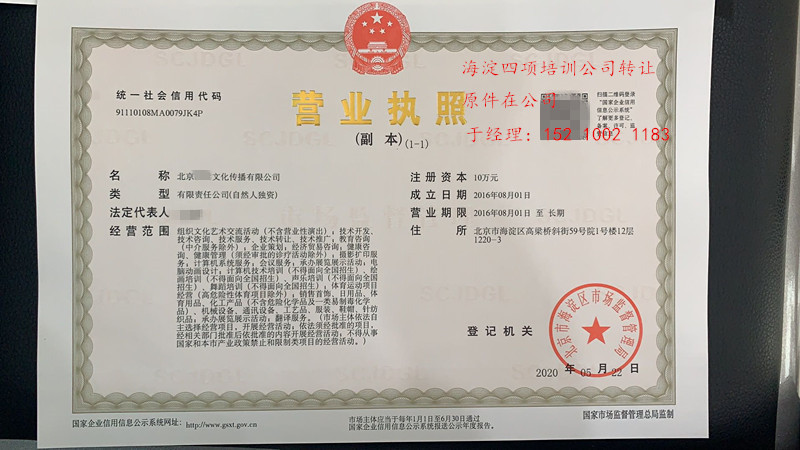 海淀四项培训公司转让
原件在公司
于经理：152 1002 1183
统一社会信用代码
91110108MA0079JK4P
营业执照
(副 本)(1-1)
扫描二维码登录
"国家企业信用
信息公示系统"
了解更多登记、
备案、许可、监
名 称 北京 文化传播有限公司
类 型 有限责任公司(自然人独资)
法定代表人
经营范围 组织文化艺术交流活动（不含营业性演出）；技术开发、
技术咨询、技术服务、技术转让、技术推广；教育咨询
（中介服务除外）；企业策划；经济贸易咨询；健康咨
询、健康管理（须经审批的诊疗活动除外）；摄影扩印服
务；计算机系统服务；会议服务；承办展览展示活动；电
脑动画设计；计算机技术培训（不得面向全国招生）、绘
画培训（不得面向全国招生）、声乐培训（不得面向全国
招生）、舞蹈培训（不得面向全国招生）；体育运动项目
经营（高危险性体育项目除外）；销售首饰、日用品、体
育用品、化工产品（不含危险化学品及一类易制毒化学
品）、机械设备、通讯设备、工艺品、服装、鞋帽、针纺
织品；承办展览展示活动；翻译服务。（市场主体依法自
主选择经营项目，开展经营活动；依法须经批准的项目，
经相关部门批准后依批准的内容开展经营活动；不得从事
国家和本市产业政策禁止和限制类项目的经营活动。）
注册资本 10万元
成立日期 2016年08月01日
营业期限 2016年08月01日 至 长期
住 所 北京市海淀区高梁桥斜街59号院1号楼12层
1220-3
登记机关
北京市海淀区市场监督管理局
2020 年 05 月 22 日
国家企业信用信息公示系统网址：http://www.gsxt.gov.cn
市场主体应当于每年1月1日至6月30日通过
国家企业信用信息公示系统报送公示年度报告。
国家市场监督管理总局监制